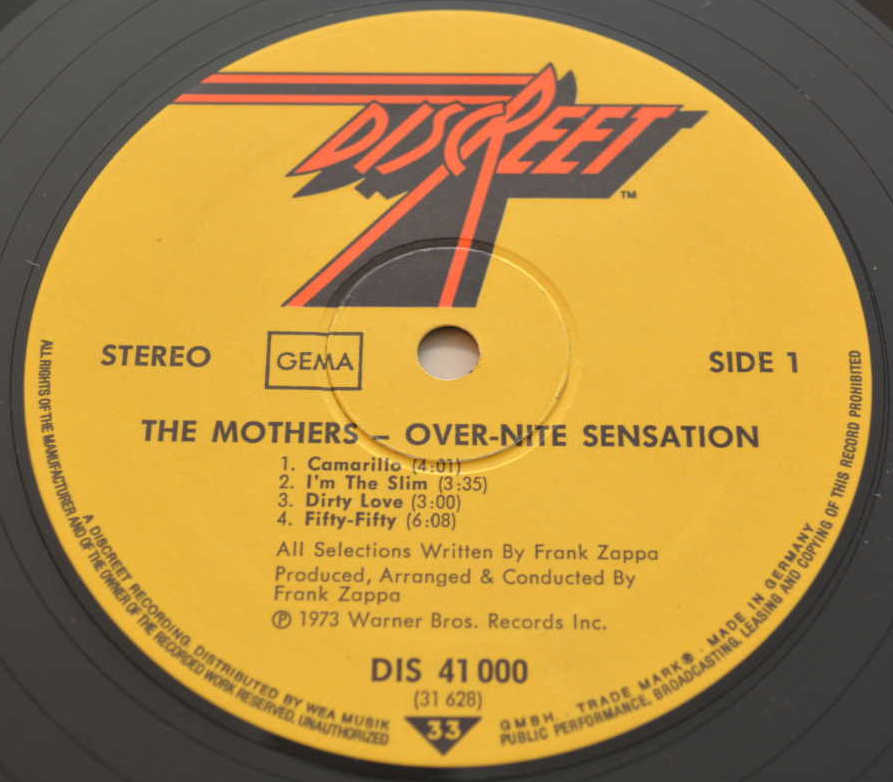 DISCREET
TM
STEREO
GEMA
SIDE 1
THE MOTHERS – OVER-NITE SENSATION
1. Camarillo (4:01)
2. I'm The Slim (3:35)
3. Dirty Love (3:00)
4. Fifty-Fifty (6:08)
All Selections Written By Frank Zappa
Produced, Arranged & Conducted By
Frank Zappa
Ⓟ 1973 Warner Bros. Records Inc.
DIS 41 000
(31 628)
33
A DISCREET RECORDING. DISTRIBUTED BY WEA MUSIK GMBH. TRADE MARK®. MADE IN GERMANY
ALL RIGHTS OF THE MANUFACTURER AND OF THE OWNER OF THE RECORDED WORK RESERVED. UNAUTHORIZED PUBLIC PERFORMANCE, BROADCASTING, LEASING AND COPYING OF THIS RECORD PROHIBITED